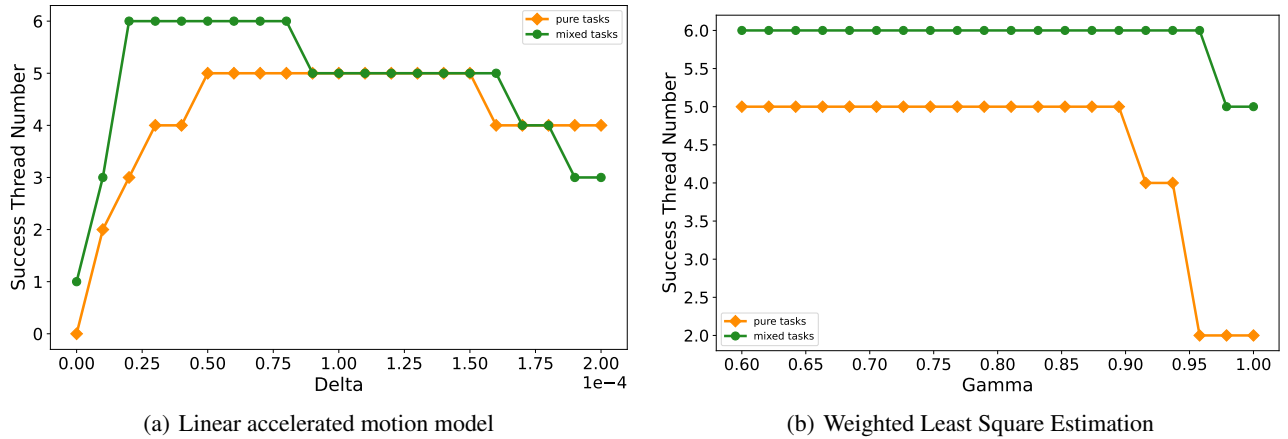 6
5
4
3
2
1
0
Success Thread Number
pure tasks
mixed tasks
0.00 0.25 0.50 0.75 1.00 1.25 1.50 1.75 2.00
1e−4
Delta
(a) Linear accelerated motion model
6.0
5.5
5.0
4.5
4.0
3.5
3.0
2.5
2.0
Success Thread Number
pure tasks
mixed tasks
0.60 0.65 0.70 0.75 0.80 0.85 0.90 0.95 1.00
Gamma
(b) Weighted Least Square Estimation